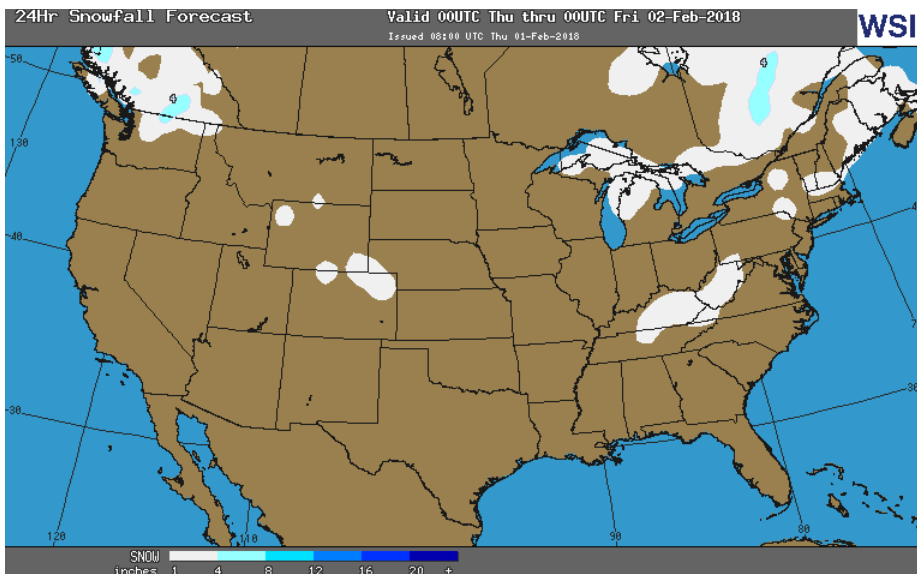 24Hr Snowfall Forecast
Valid 00UTC Thu thru 00UTC Fri 02-Feb-2018
Issued 08:00 UTC Thu 01-Feb-2018
WSI
50
4
4
130
40
30
120
110
90
80
SNOW
inches 1 4 8 12 16 20 +